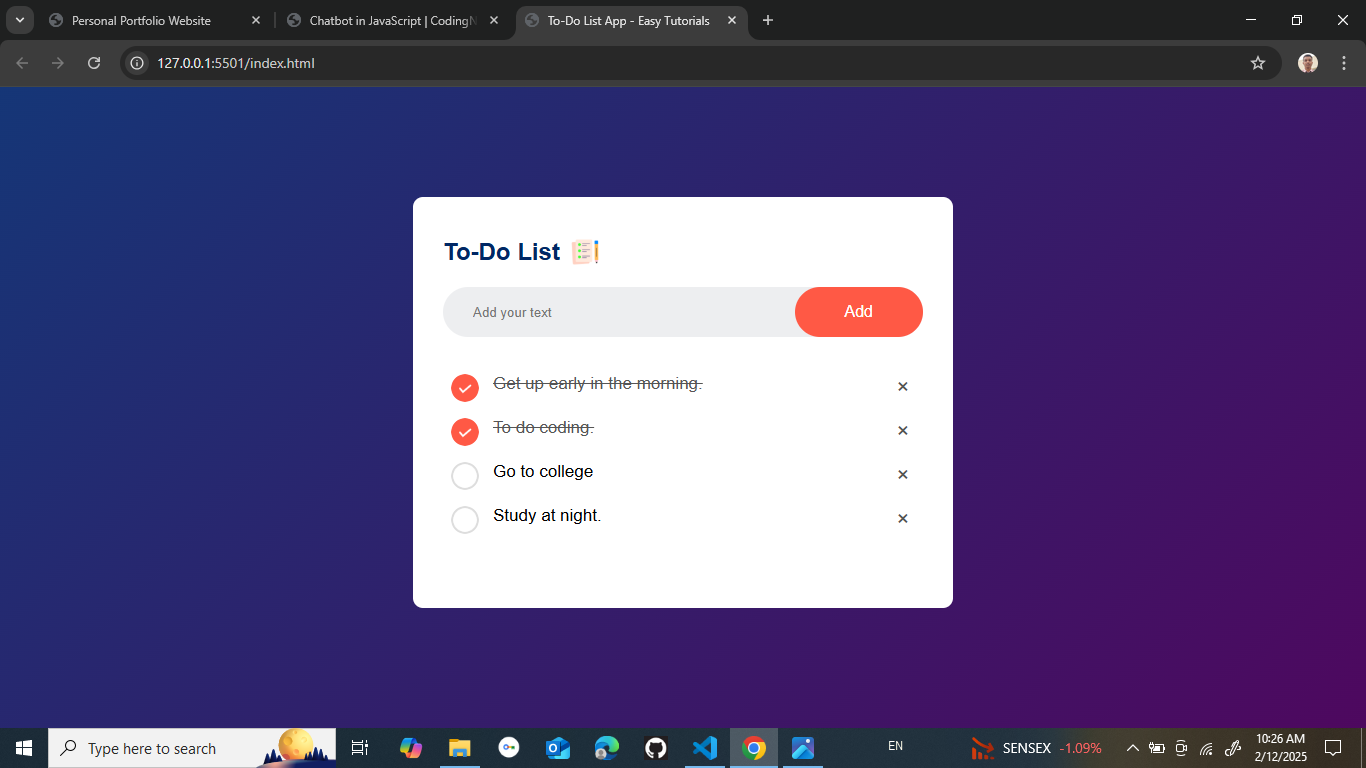 Personal Portfolio Website
Chatbot in JavaScript | CodingN
To-Do List App - Easy Tutorials
127.0.0.1:5501/index.html
To-Do List
Add your text
Add
Get up early in the morning.
To do coding.
Go to college
Study at night.
Type here to search
EN
SENSEX -1.09%
10:26 AM
2/12/2025